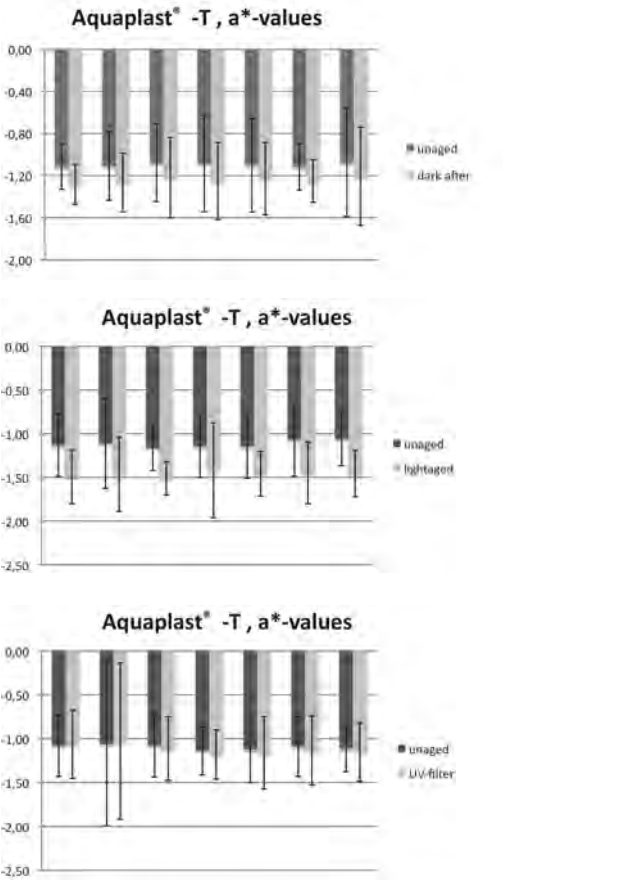 Aquaplast® -T , a*-values
0,00
-0,40
-0,80
-1,20
-1,60
-2,00
unaged
dark after
Aquaplast® -T , a*-values
0,00
-0,50
-1,00
-1,50
-2,00
-2,50
unaged
lightaged
Aquaplast® -T , a*-values
0,00
-0,50
-1,00
-1,50
-2,00
-2,50
unaged
UV-filter